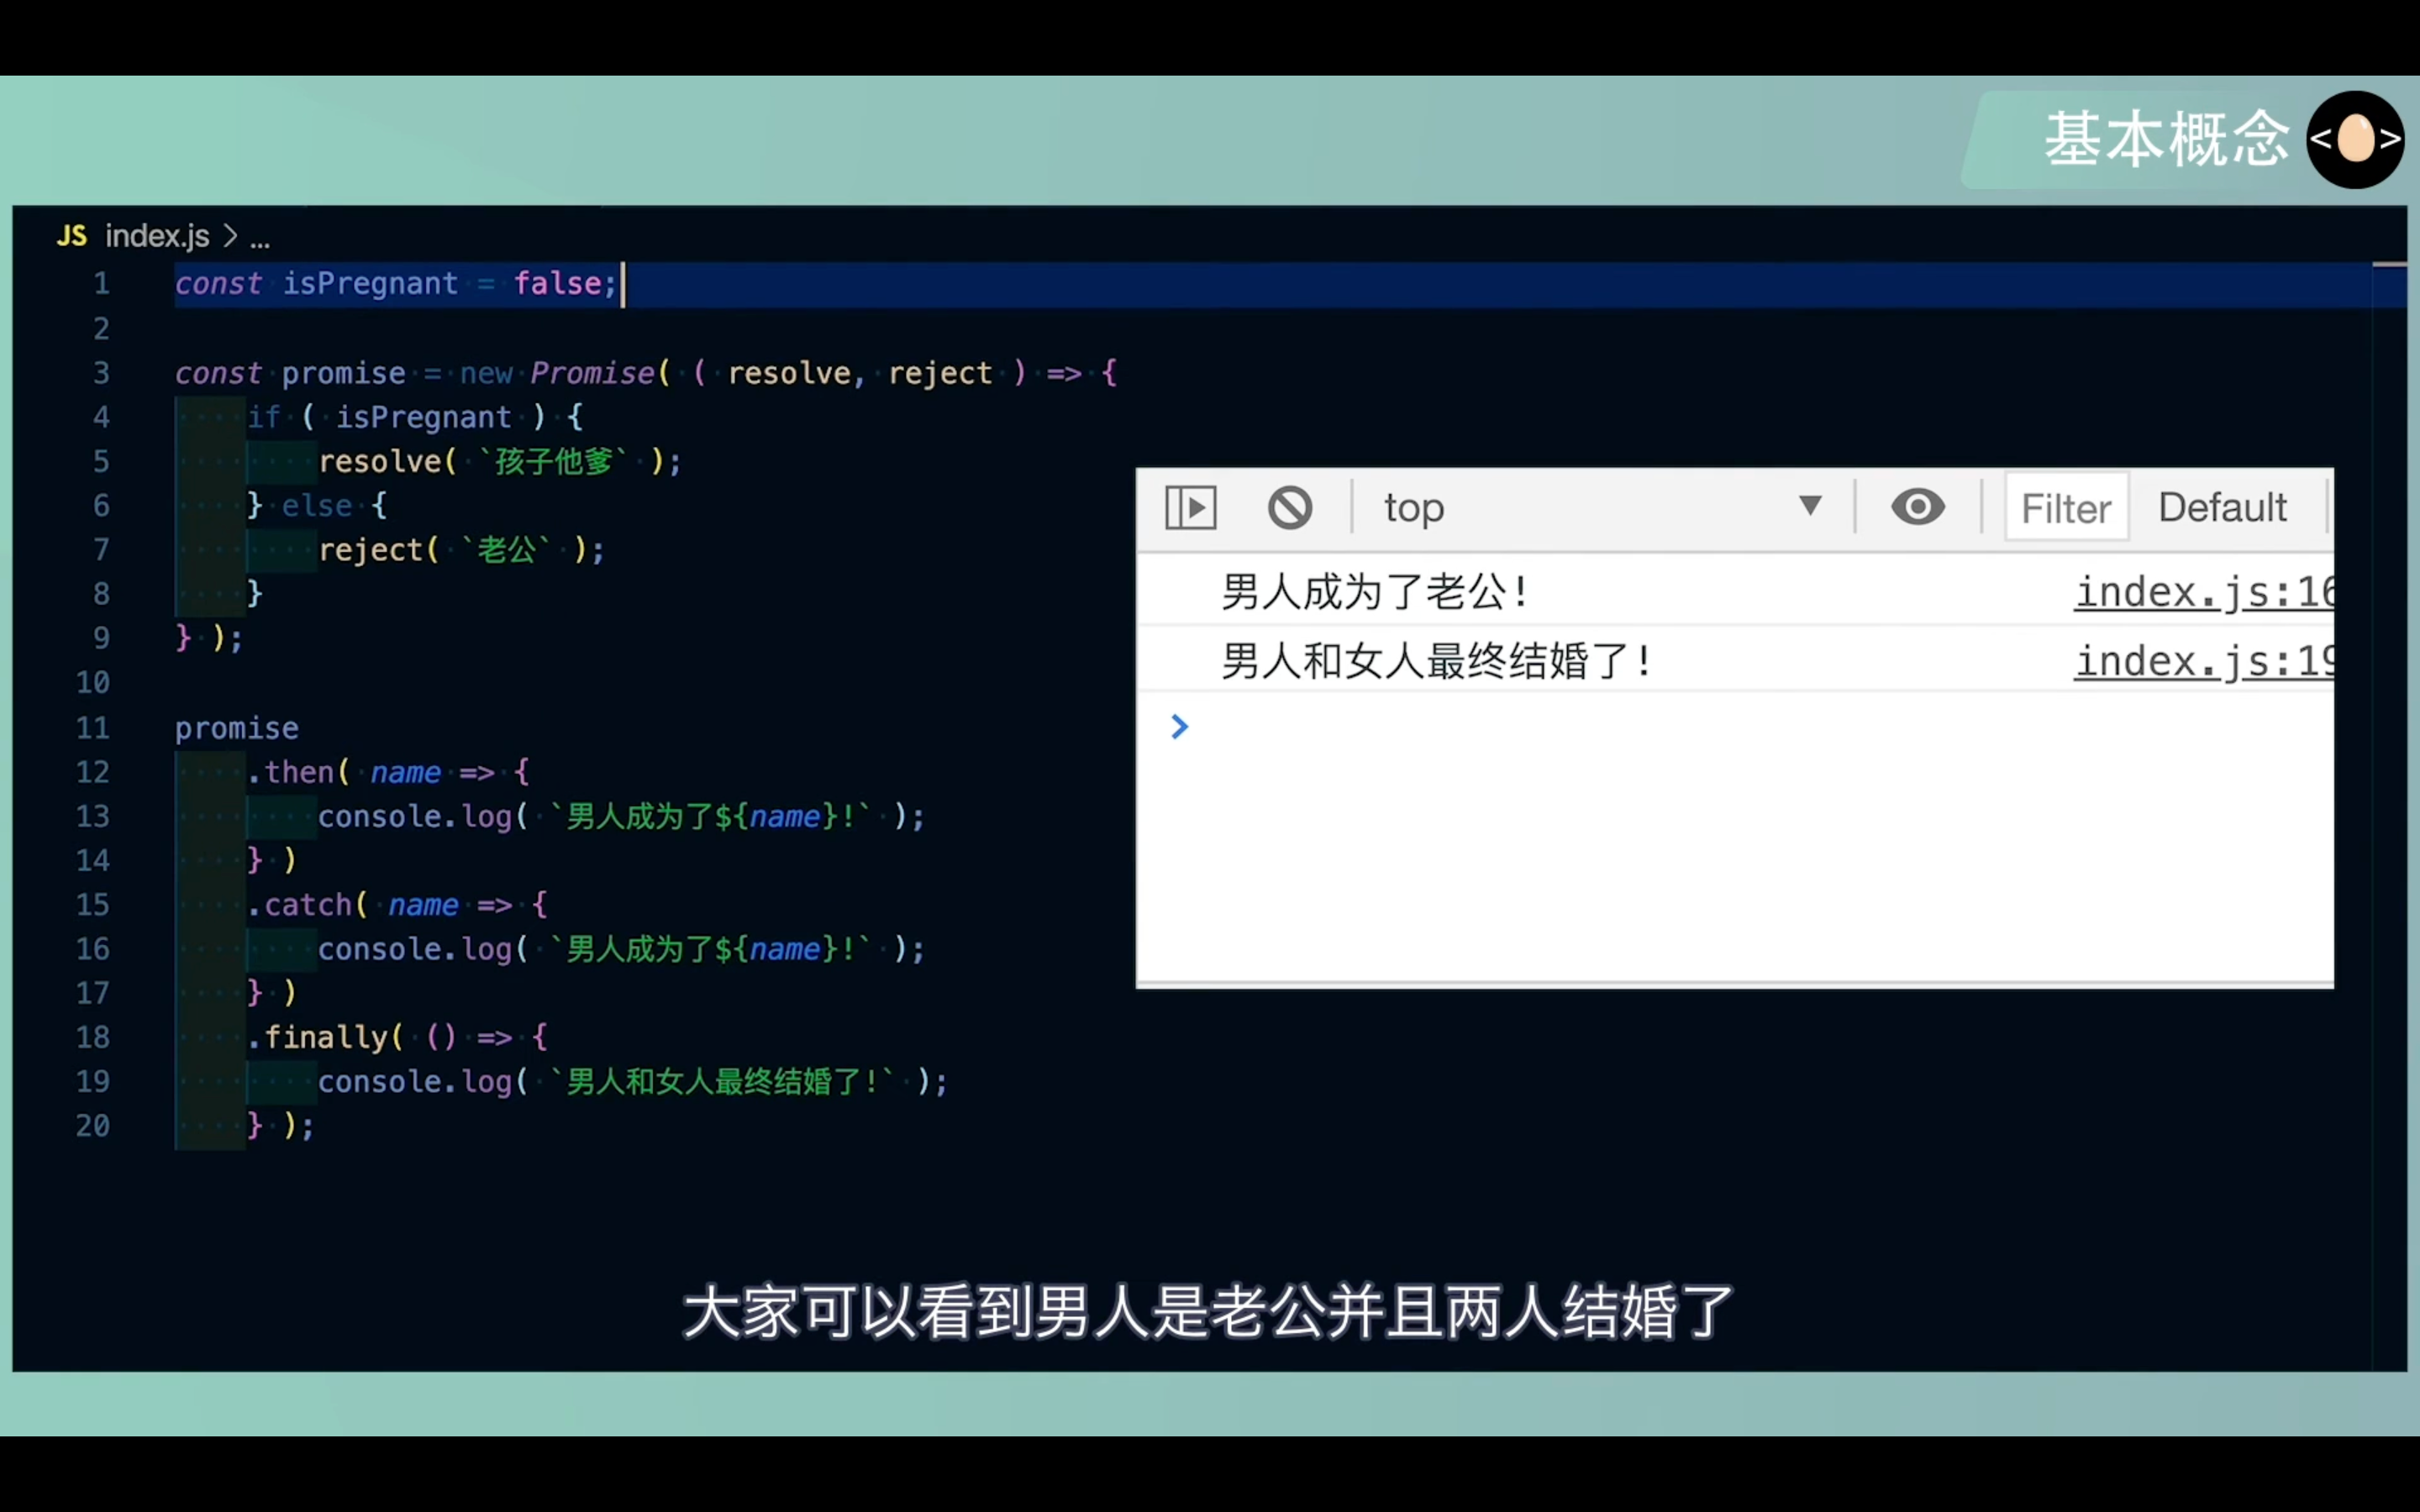 基本概念
<>
JS index.js > ...
1 const isPregnant = false;
2
3 const promise = new Promise( ( resolve, reject ) => {
4 if ( isPregnant ) {
5 resolve( `孩子他爹` );
6 } else {
7 reject( `老公` );
8 }
9 } );
10
11 promise
12 .then( name => {
13 console.log( `男人成为了${name}!` );
14 } )
15 .catch( name => {
16 console.log( `男人成为了${name}!` );
17 } )
18 .finally( () => {
19 console.log( `男人和女人最终结婚了!` );
20 } );
top Filter Default
男人成为了老公! index.js:16
男人和女人最终结婚了! index.js:19
大家可以看到男人是老公并且两人结婚了